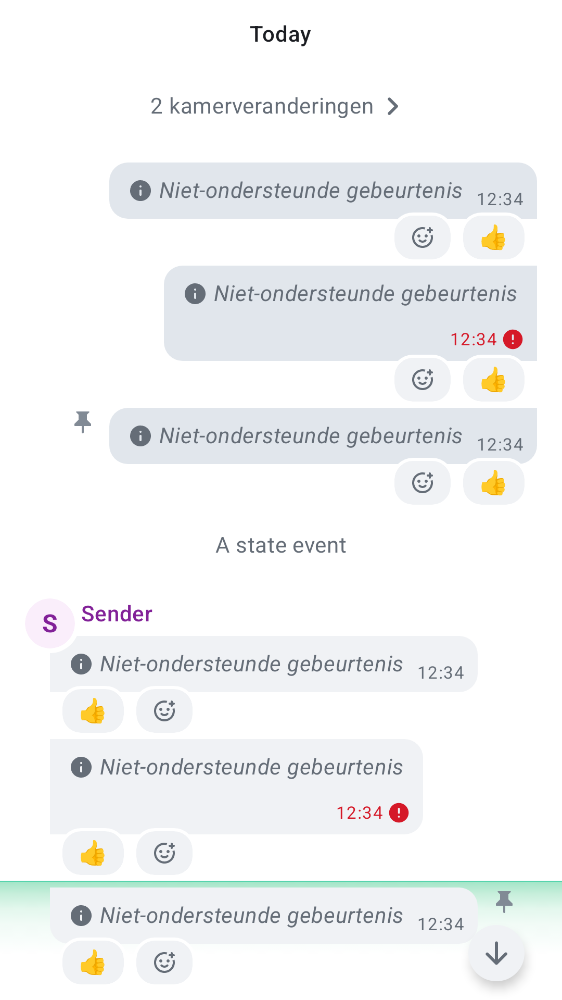 Today
2 kamerveranderingen
Niet-ondersteunde gebeurtenis 12:34
👍
Niet-ondersteunde gebeurtenis
12:34
👍
Niet-ondersteunde gebeurtenis 12:34
👍
A state event
S Sender
Niet-ondersteunde gebeurtenis 12:34
👍
Niet-ondersteunde gebeurtenis
12:34
👍
Niet-ondersteunde gebeurtenis 12:34
👍